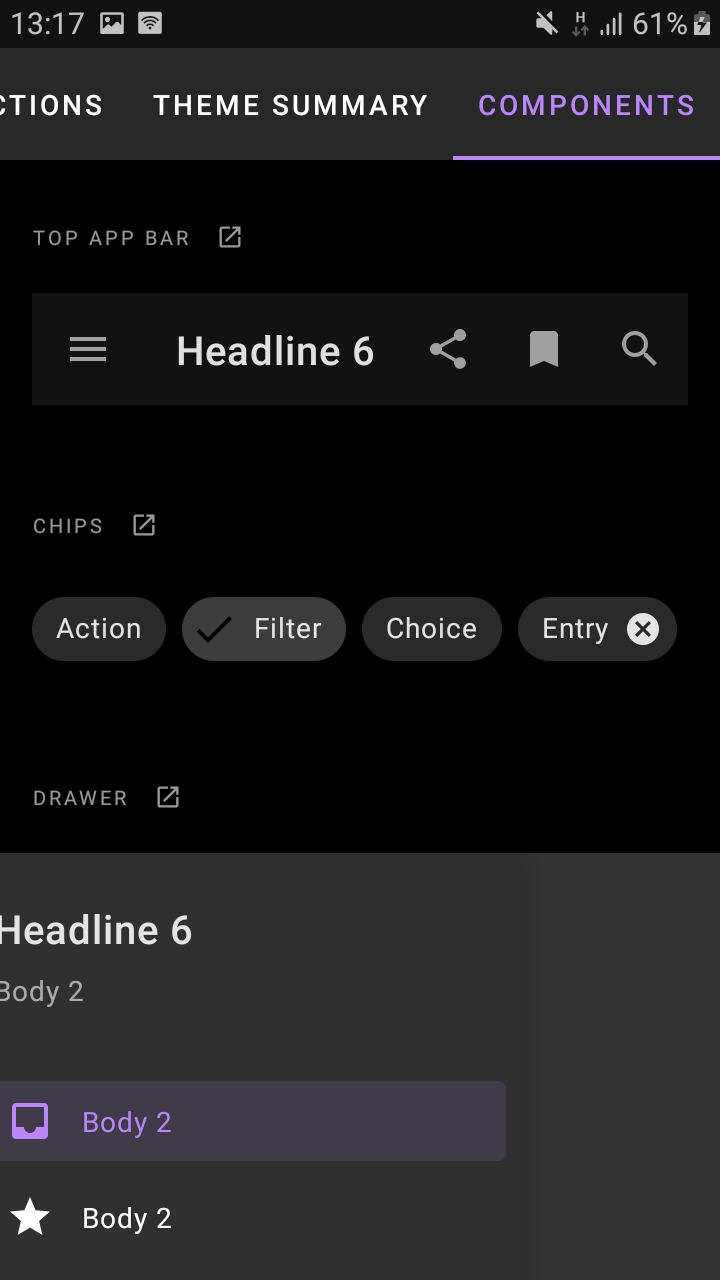 13:17 H 61%
CTIONS THEME SUMMARY COMPONENTS
TOP APP BAR
Headline 6
CHIPS
Action Filter Choice Entry
DRAWER
Headline 6
Body 2
Body 2
Body 2